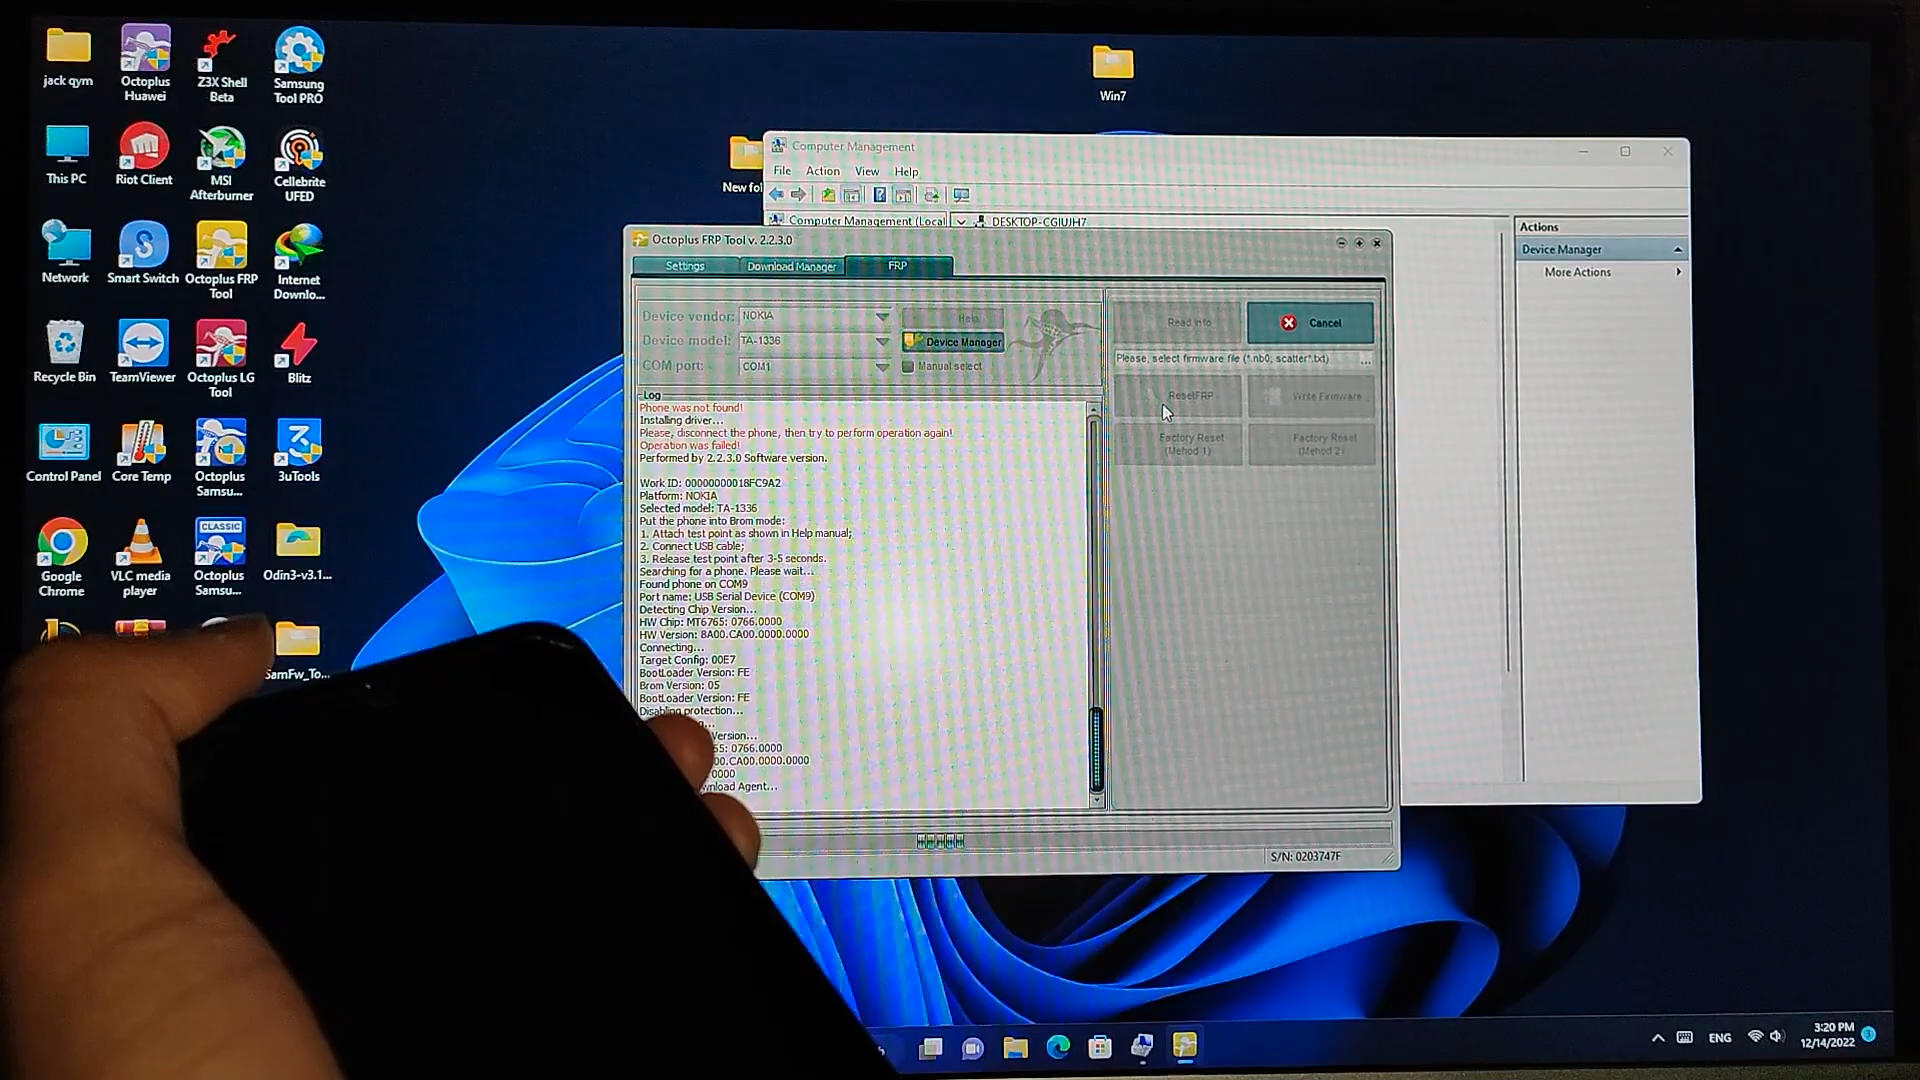 jack qym
Octoplus
Huawei
Z3X Shell
Beta
Samsung
Tool PRO
This PC
Riot Client
MSI
Afterburner
Cellebrite
UFED
Network
Smart Switch
Octoplus FRP
Tool
Internet
Downlo...
Recycle Bin
TeamViewer
Octoplus LG
Tool
Blitz
Control Panel
Core Temp
Octoplus
Samsu...
3uTools
CLASSIC
Google
Chrome
VLC media
player
Octoplus
Samsu...
Odin3-v3.1...
SamFw_To...
Win7
New fol
Computer Management
File Action View Help
Computer Management (Local
DESKTOP-CGIUJH7
Actions
Device Manager
More Actions
Octoplus FRP Tool v. 2.2.3.0
Settings
Download Manager
FRP
Device vendor: NOKIA
Help
Device model: TA-1336
Device Manager
COM port: COM1
Manual select
Read info
Cancel
Please, select firmware file (*.nb0; scatter*.txt)
...
ResetFRP
Write Firmware
Factory Reset
(Mehod 1)
Factory Reset
(Mehod 2)
Log
Phone was not found!
Installing driver...
Please, disconnect the phone, then try to perform operation again!
Operation was failed!
Performed by 2.2.3.0 Software version.
Work ID: 00000000018FC9A2
Platform: NOKIA
Selected model: TA-1336
Put the phone into Brom mode:
1. Attach test point as shown in Help manual;
2. Connect USB cable;
3. Release test point after 3-5 seconds.
Searching for a phone. Please wait...
Found phone on COM9
Port name: USB Serial Device (COM9)
Detecting Chip Version...
HW Chip: MT6765: 0766.0000
HW Version: 8A00.CA00.0000.0000
Connecting...
Target Config: 00E7
BootLoader Version: FE
Brom Version: 05
BootLoader Version: FE
Disabling protection...
g...
Version...
65: 0766.0000
00.CA00.0000.0000
0000
wnload Agent...
S/N: 0203747F
ENG
3:20 PM
12/14/2022
3